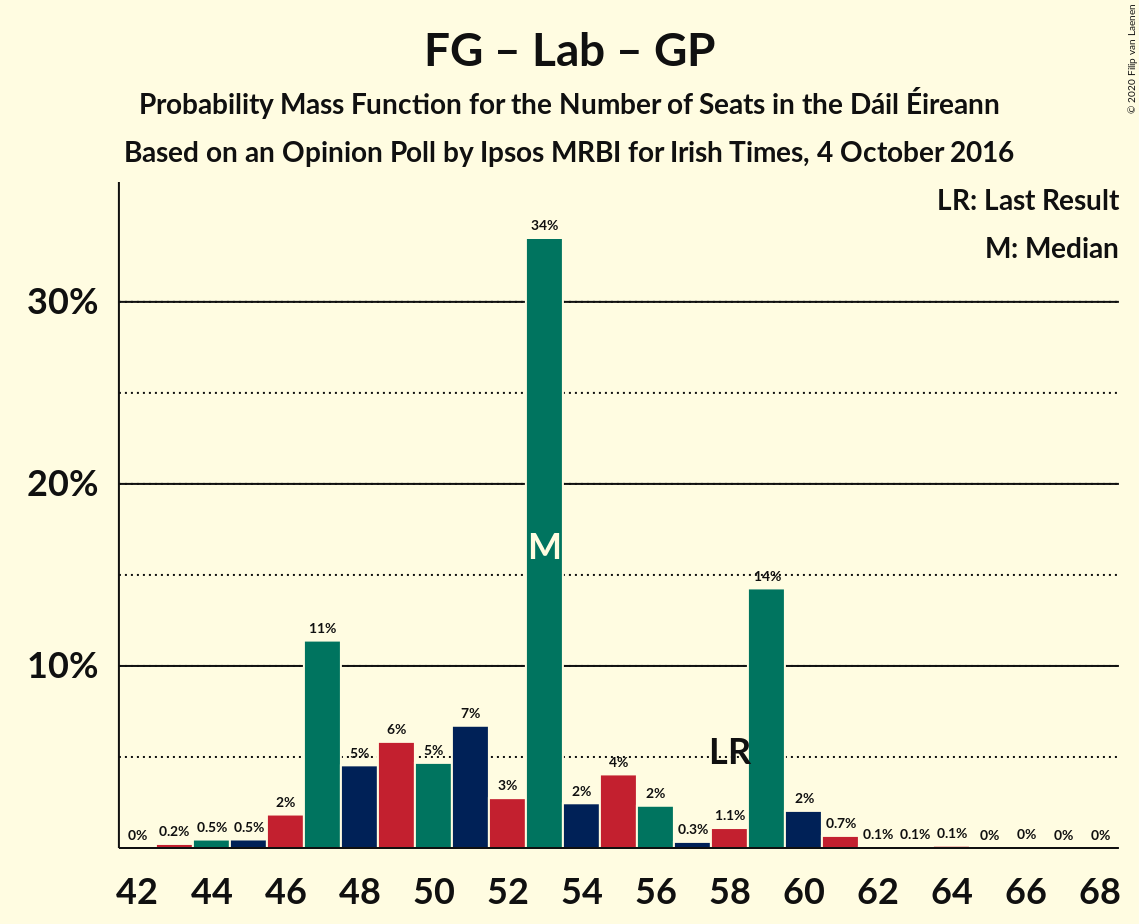 FG – Lab – GP
Probability Mass Function for the Number of Seats in the Dáil Éireann
Based on an Opinion Poll by Ipsos MRBI for Irish Times, 4 October 2016
© 2020 Filip van Laenen
LR: Last Result
M: Median
30%
20%
10%
0% 0.2% 0.5% 0.5% 2% 11% 5% 6% 5% 7% 3% 34% 2% 4% 2% 0.3% 1.1% 14% 2% 0.7% 0.1% 0.1% 0.1% 0% 0% 0% 0%
M
LR
42 44 46 48 50 52 54 56 58 60 62 64 66 68